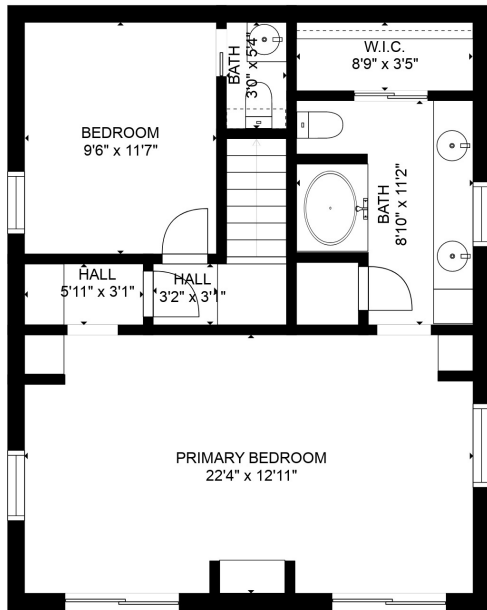 W.I.C.
8'9" x 3'5"
BATH
3'0" x 5'4"
BEDROOM
9'6" x 11'7"
BATH
8'10" x 11'2"
HALL
5'11" x 3'1"
HALL
3'2" x 3'1"
PRIMARY BEDROOM
22'4" x 12'11"